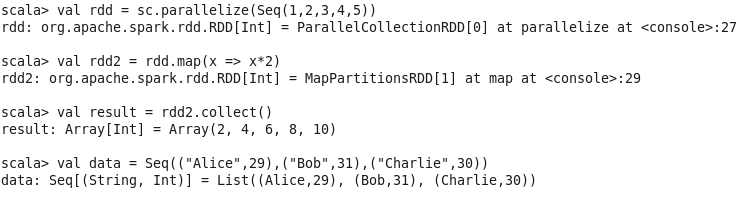 scala> val rdd = sc.parallelize(Seq(1,2,3,4,5))
rdd: org.apache.spark.rdd.RDD[Int] = ParallelCollectionRDD[0] at parallelize at <console>:27
scala> val rdd2 = rdd.map(x => x*2)
rdd2: org.apache.spark.rdd.RDD[Int] = MapPartitionsRDD[1] at map at <console>:29
scala> val result = rdd2.collect()
result: Array[Int] = Array(2, 4, 6, 8, 10)
scala> val data = Seq(("Alice",29),("Bob",31),("Charlie",30))
data: Seq[(String, Int)] = List((Alice,29), (Bob,31), (Charlie,30))